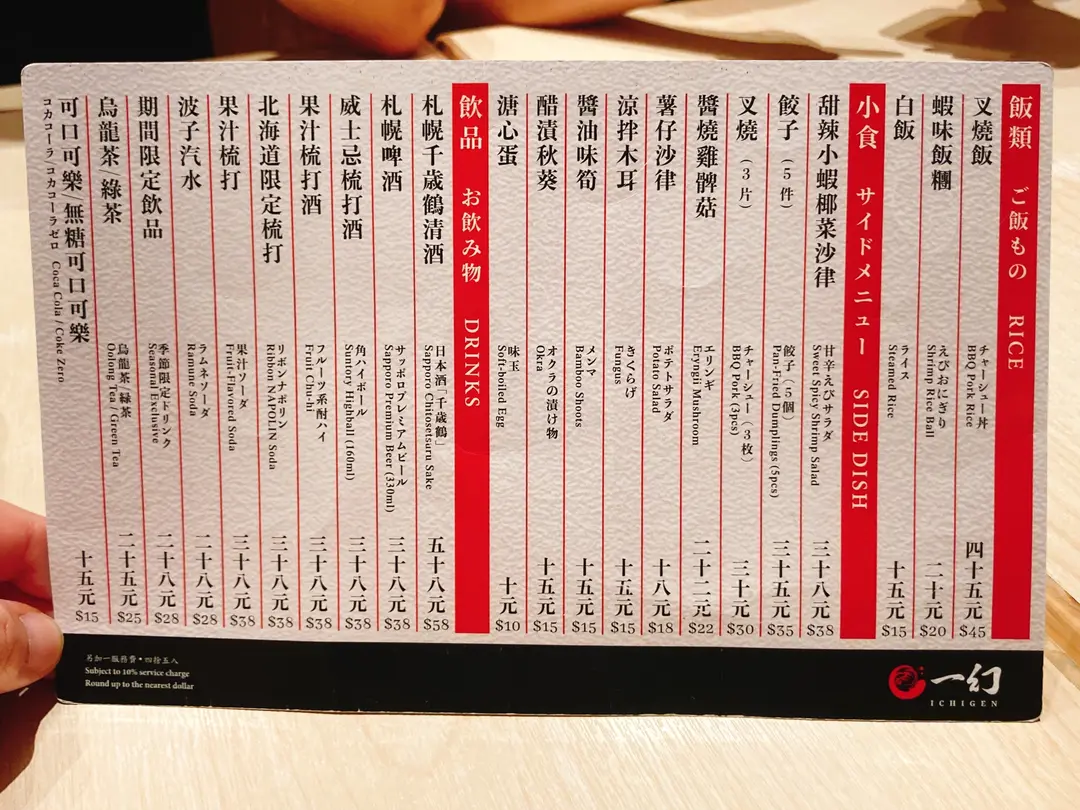 飯類 ご飯もの RICE
叉燒飯 チャーシュー丼 BBQ Pork Rice 四十五元 $45
蝦味飯糰 えびおにぎり Shrimp Rice Ball 二十元 $20
白飯 ライス Steamed Rice 十五元 $15
小食 サイドメニュー SIDE DISH
甜辣小蝦椰菜沙律 甘辛えびサラダ Sweet Spicy Shrimp Salad 三十八元 $38
餃子（5件） 餃子（5個） Pan-Fried Dumplings (5pcs) 三十五元 $35
叉燒（3片） チャーシュー（3枚） BBQ Pork (3pcs) 三十元 $30
醬燒雞髀菇 エリンギ Eryngii Mushroom 二十二元 $22
薯仔沙律 ポテトサラダ Potato Salad 十八元 $18
涼拌木耳 きくらげ Fungus 十五元 $15
醬油味筍 メンマ Bamboo Shoots 十五元 $15
醋漬秋葵 オクラの漬け物 Okra 十五元 $15
溏心蛋 味玉 Soft-boiled Egg 十元 $10
飲品 お飲み物 DRINKS
札幌千歳鶴清酒 日本酒「千歳鶴」 Sapporo Chitosetsuru Sake 五十八元 $58
札幌啤酒 サッポロプレミアムビール Sapporo Premium Beer (330ml) 三十八元 $38
威士忌梳打酒 角ハイボール Suntory Highball (160ml) 三十八元 $38
果汁梳打酒 フルーツ系酎ハイ Fruit Chu-hi 三十八元 $38
北海道限定梳打 リボンナポリン Ribbon NAPOLIN Soda 三十八元 $38
果汁梳打 果汁ソーダ Fruit-Flavored Soda 三十八元 $38
波子汽水 ラムネソーダ Ramune Soda 二十八元 $28
期間限定飲品 季節限定ドリンク Seasonal Exclusive 二十八元 $28
烏龍茶/綠茶 烏龍茶/緑茶 Oolong Tea / Green Tea 二十五元 $25
可口可樂/無糖可口可樂 コカコーラ/コカコーラゼロ Coca Cola / Coke Zero 十五元 $15
另加一服務費・四捨五入
Subject to 10% service charge
Round up to the nearest dollar
一幻
ICHIGEN